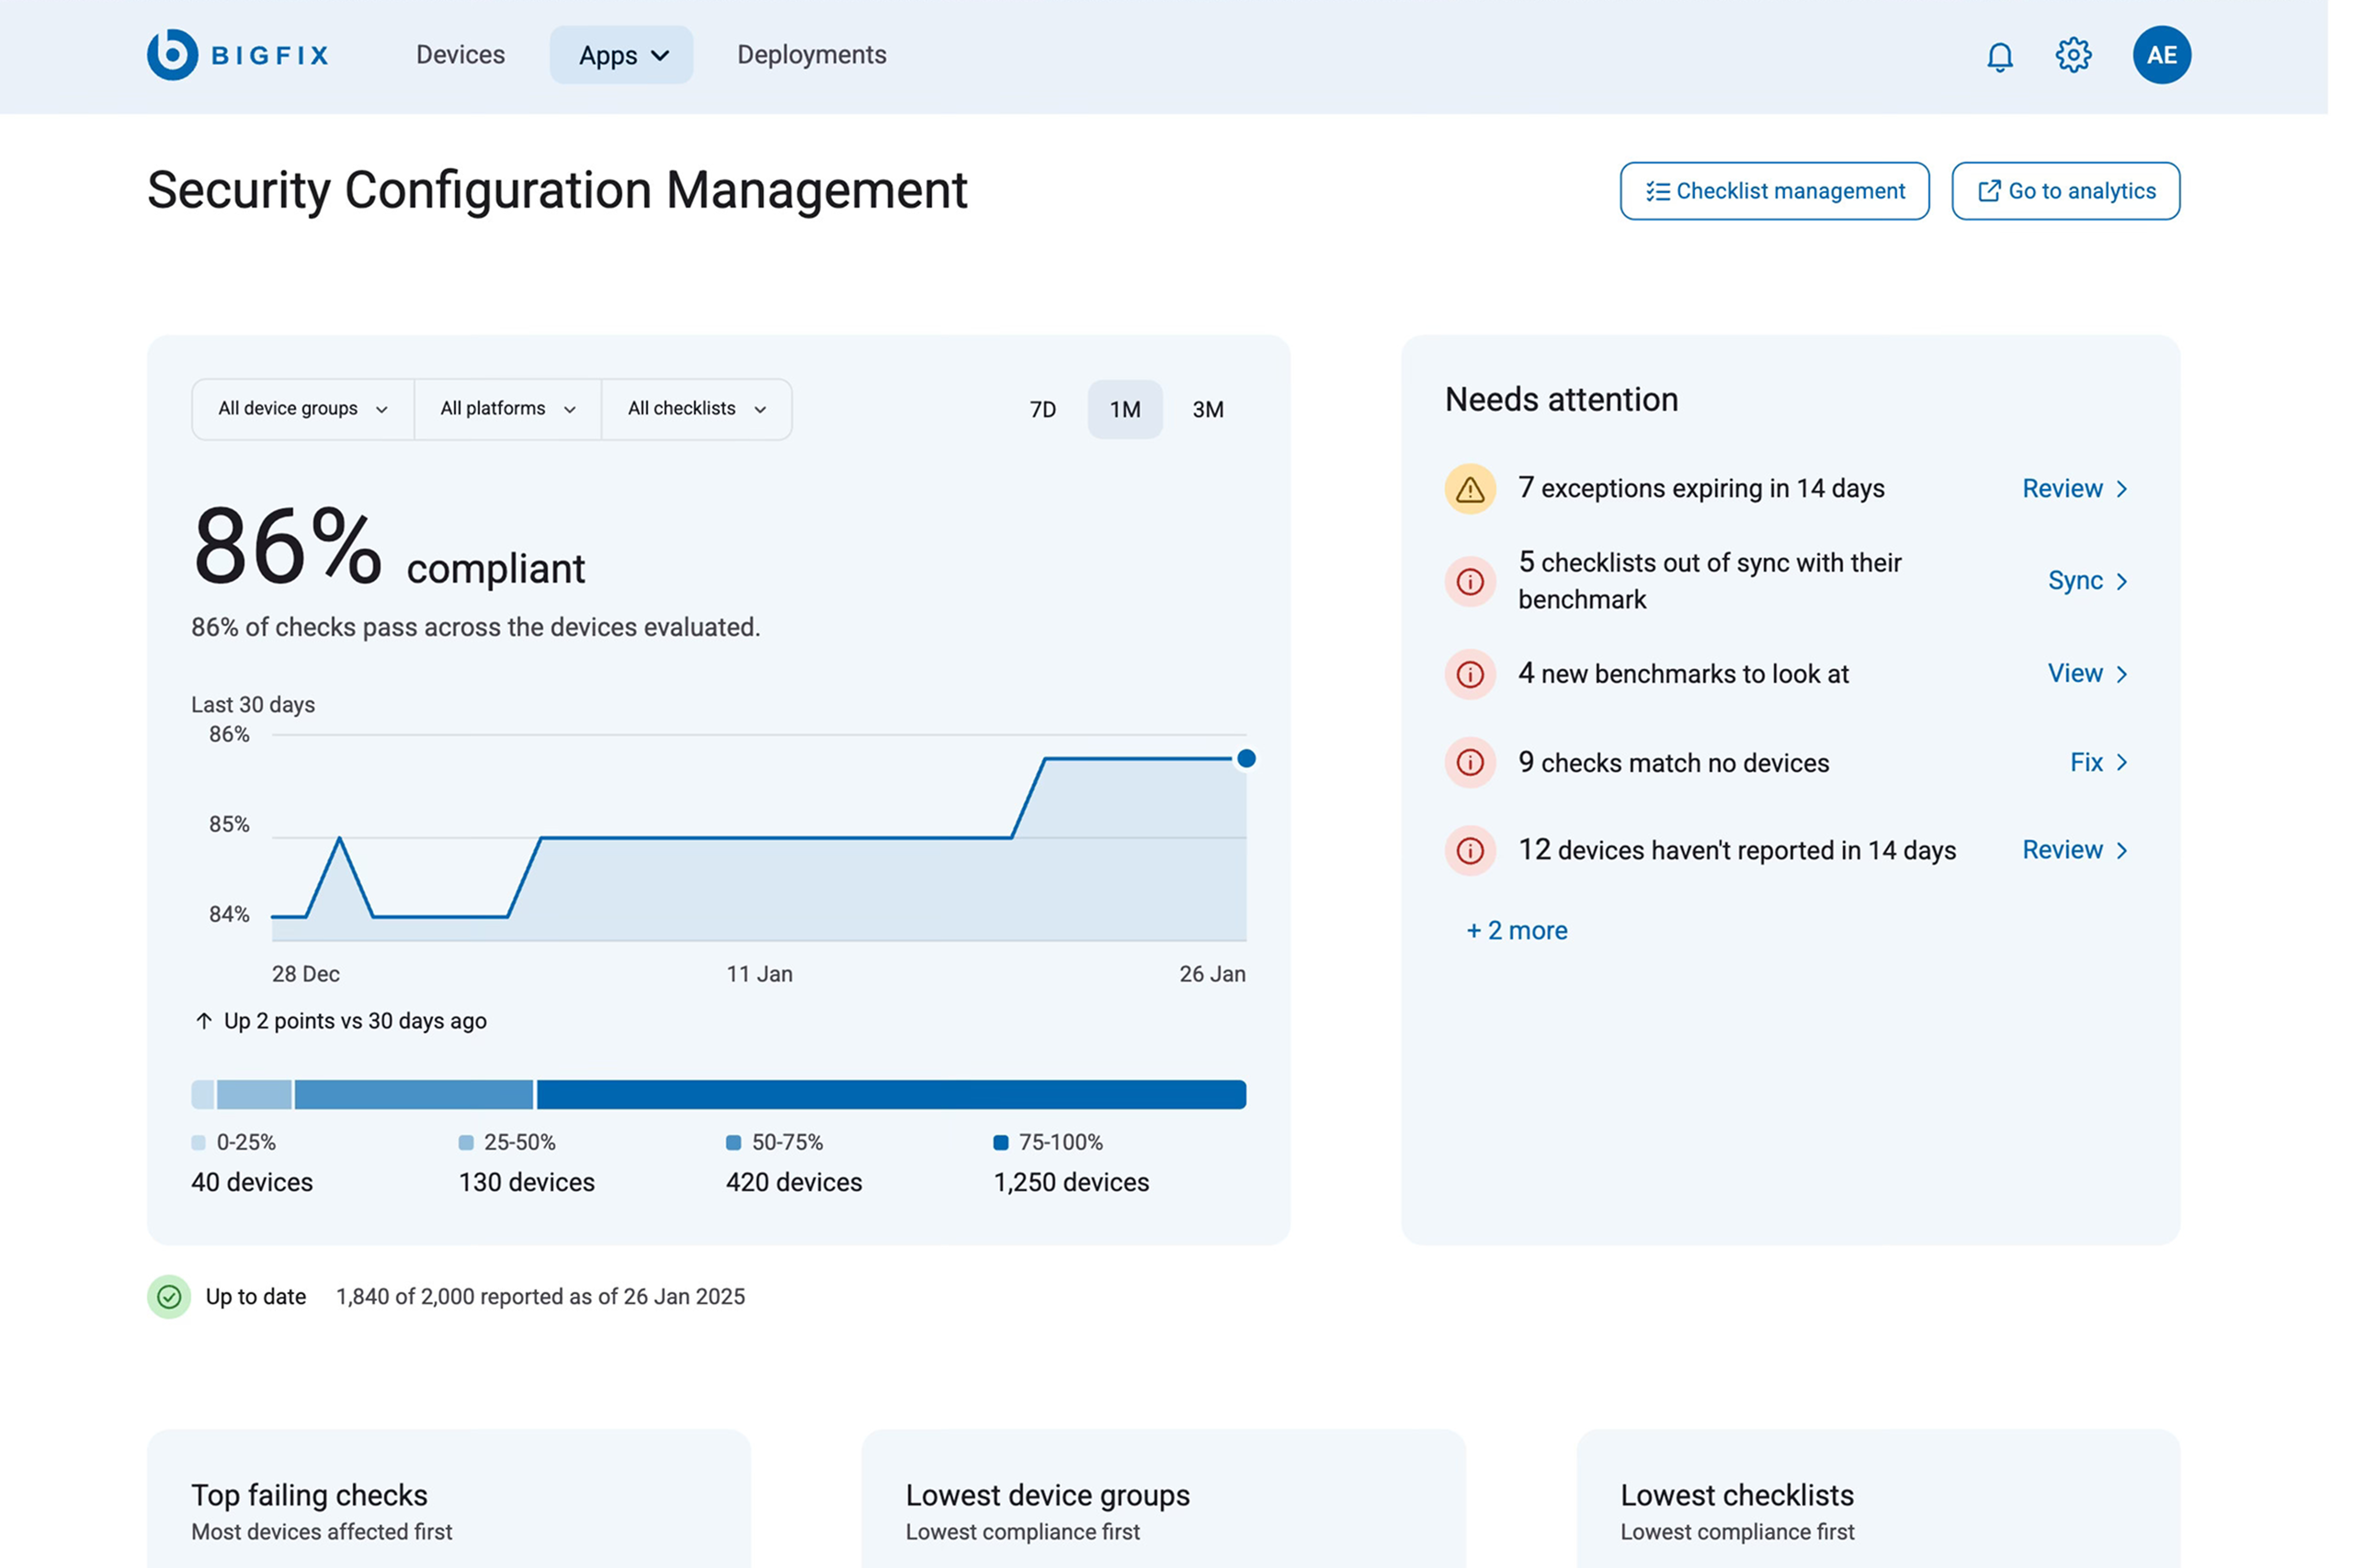 BIGFIX Devices Apps Deployments AE
Security Configuration Management
Checklist management
Go to analytics
All device groups All platforms All checklists
7D 1M 3M
86% compliant
86% of checks pass across the devices evaluated.
Last 30 days
86%
85%
84%
28 Dec 11 Jan 26 Jan
↑ Up 2 points vs 30 days ago
0-25% 25-50% 50-75% 75-100%
40 devices 130 devices 420 devices 1,250 devices
Needs attention
7 exceptions expiring in 14 days Review
5 checklists out of sync with their
benchmark Sync
4 new benchmarks to look at View
9 checks match no devices Fix
12 devices haven't reported in 14 days Review
+ 2 more
Up to date 1,840 of 2,000 reported as of 26 Jan 2025
Top failing checks
Most devices affected first
Lowest device groups
Lowest compliance first
Lowest checklists
Lowest compliance first